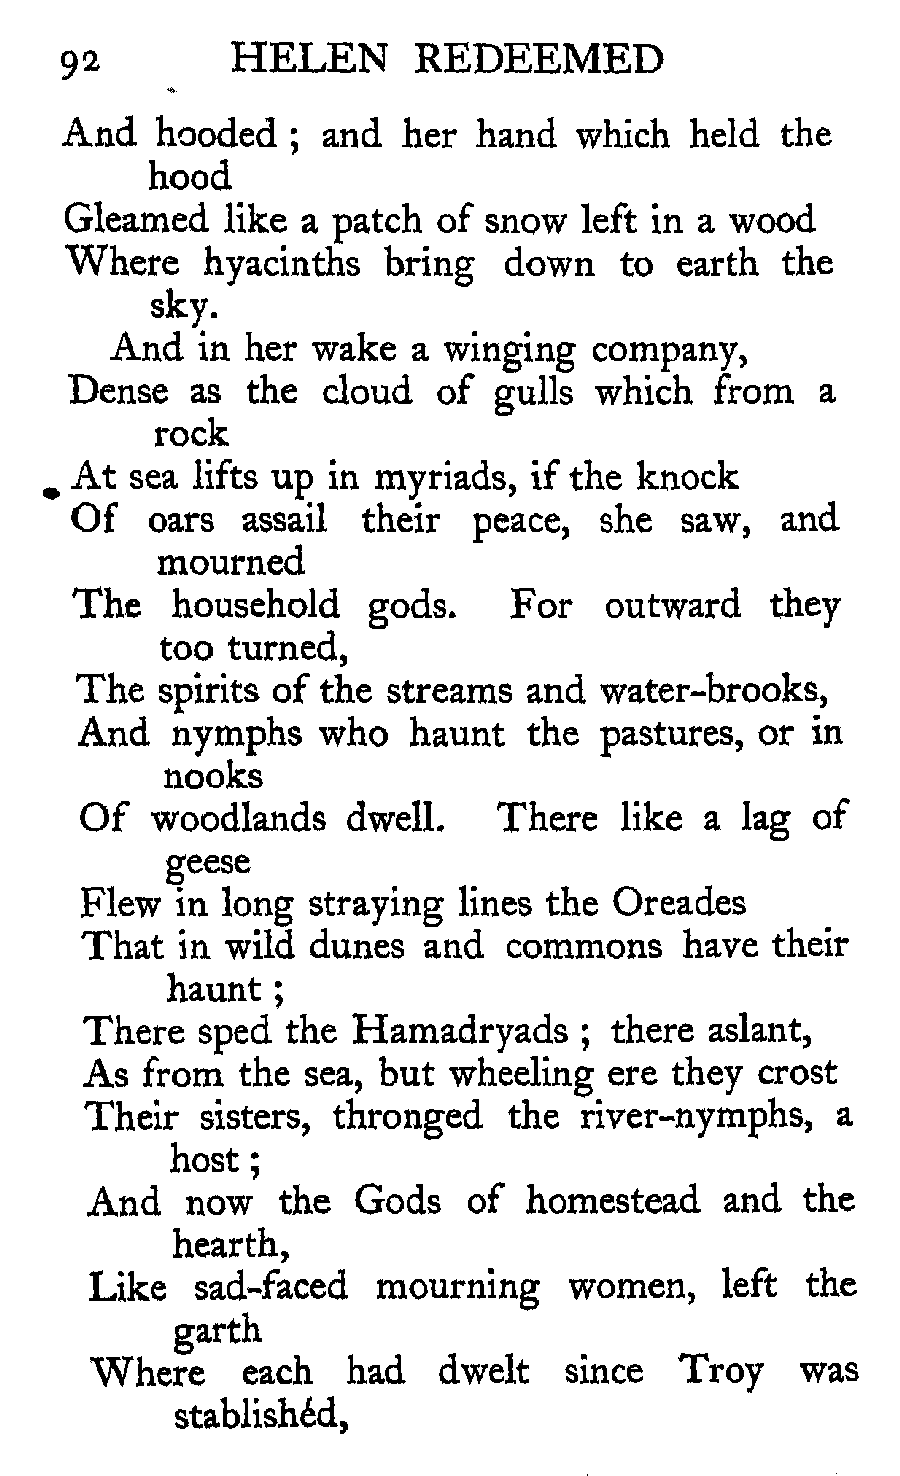 92 HELEN REDEEMED
And hooded ; and her hand which held the
hood
Gleamed like a patch of snow left in a wood
Where hyacinths bring down to earth the
sky.
And in her wake a winging company,
Dense as the cloud of gulls which from a
rock
At sea lifts up in myriads, if the knock
Of oars assail their peace, she saw, and
mourned
The household gods. For outward they
too turned,
The spirits of the streams and water-brooks,
And nymphs who haunt the pastures, or in
nooks
Of woodlands dwell. There like a lag of
geese
Flew in long straying lines the Oreades
That in wild dunes and commons have their
haunt ;
There sped the Hamadryads ; there aslant,
As from the sea, but wheeling ere they crost
Their sisters, thronged the river-nymphs, a
host ;
And now the Gods of homestead and the
hearth,
Like sad-faced mourning women, left the
garth
Where each had dwelt since Troy was
stablishéd,